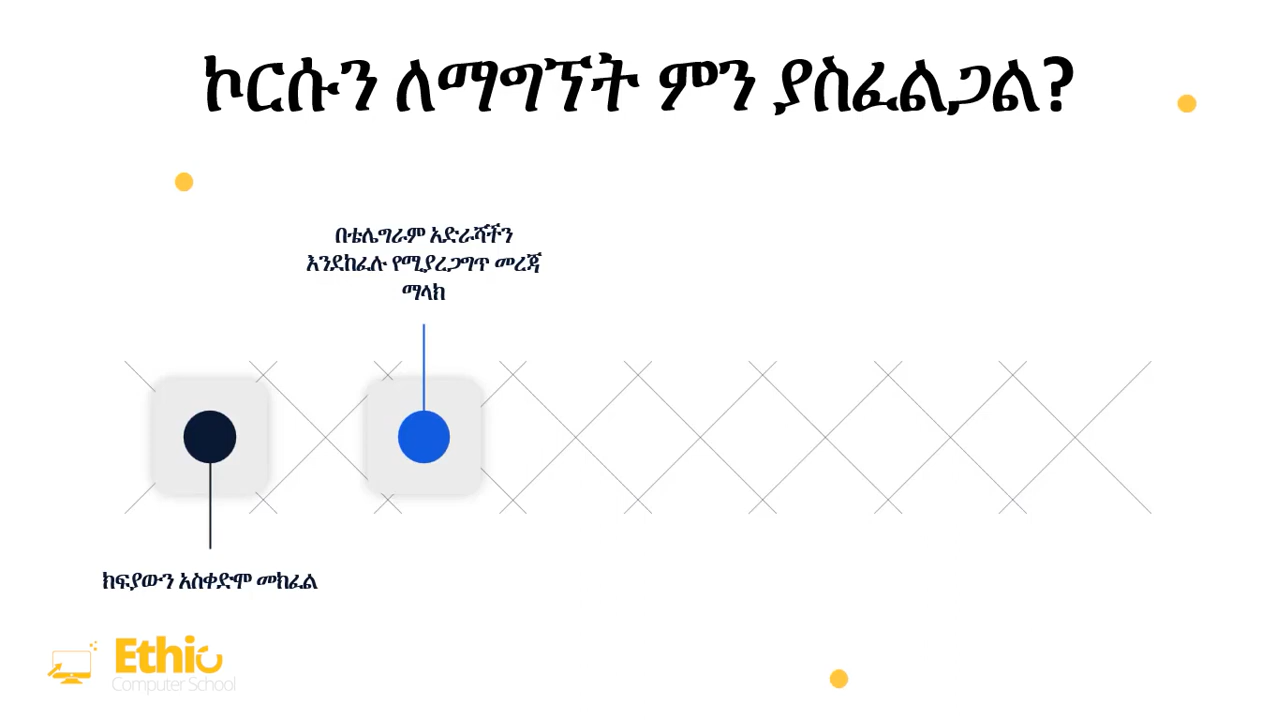 ኮርሱን ለማግኘት ምን ያስፈልጋል?
በቴሌግራም አድራሻችን
እንደከፈሉ የሚያረጋግጥ መረጃ
ማላክ
ክፍያውን አስቀድሞ መክፈል
Ethio
Computer School